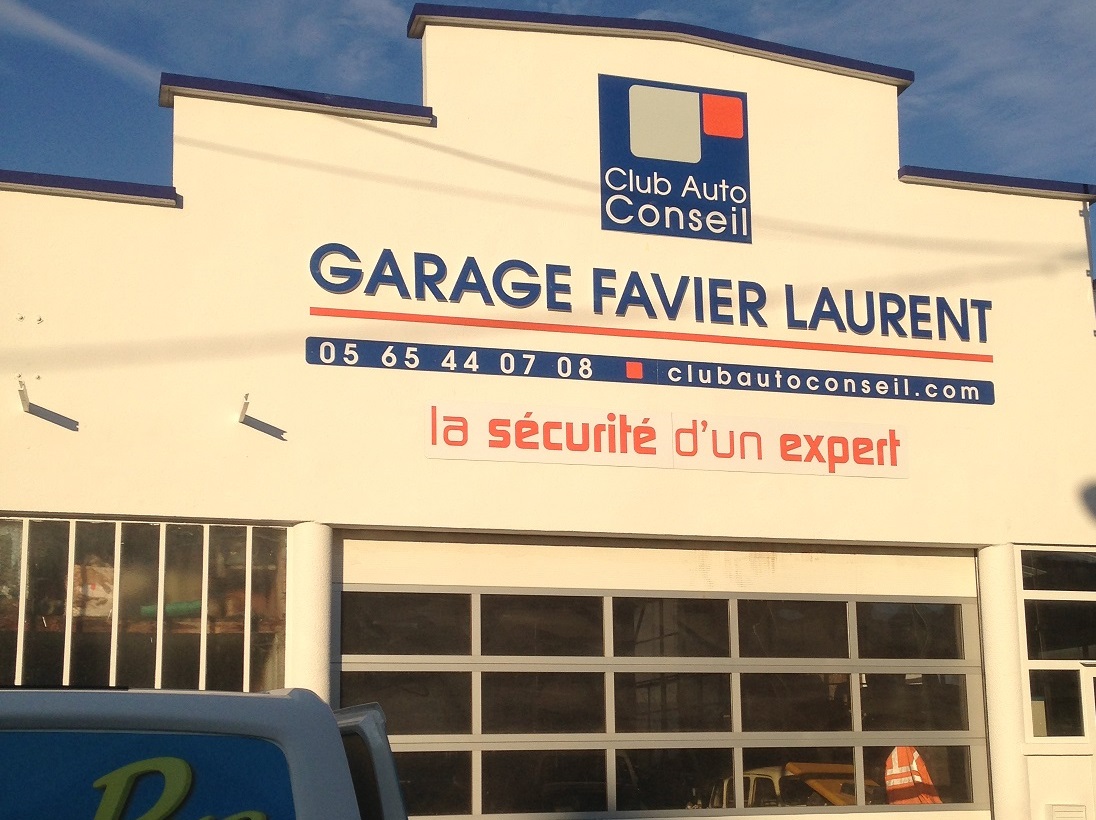 Club Auto
Conseil
GARAGE FAVIER LAURENT
05 65 44 07 08 clubautoconseil.com
la sécurité d'un expert